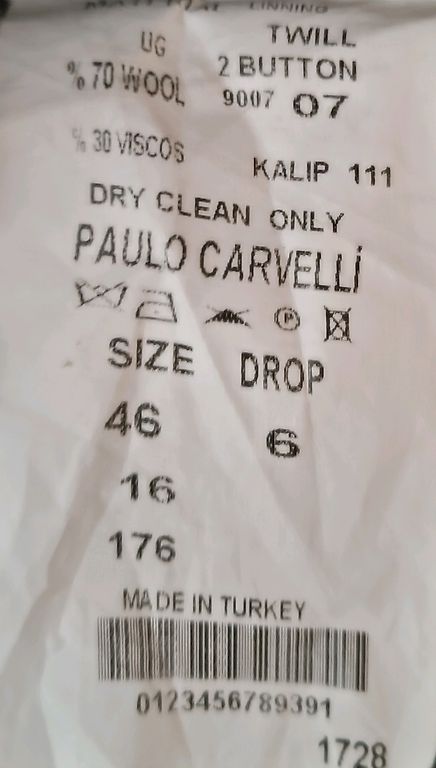 LINNING
UG TWILL
% 70 WOOL 2 BUTTON
9007 07
% 30 VISCOS
KALIP 111
DRY CLEAN ONLY
PAULO CARVELLİ
P
SIZE DROP
46 6
16
176
MADE IN TURKEY
0123456789391
1728